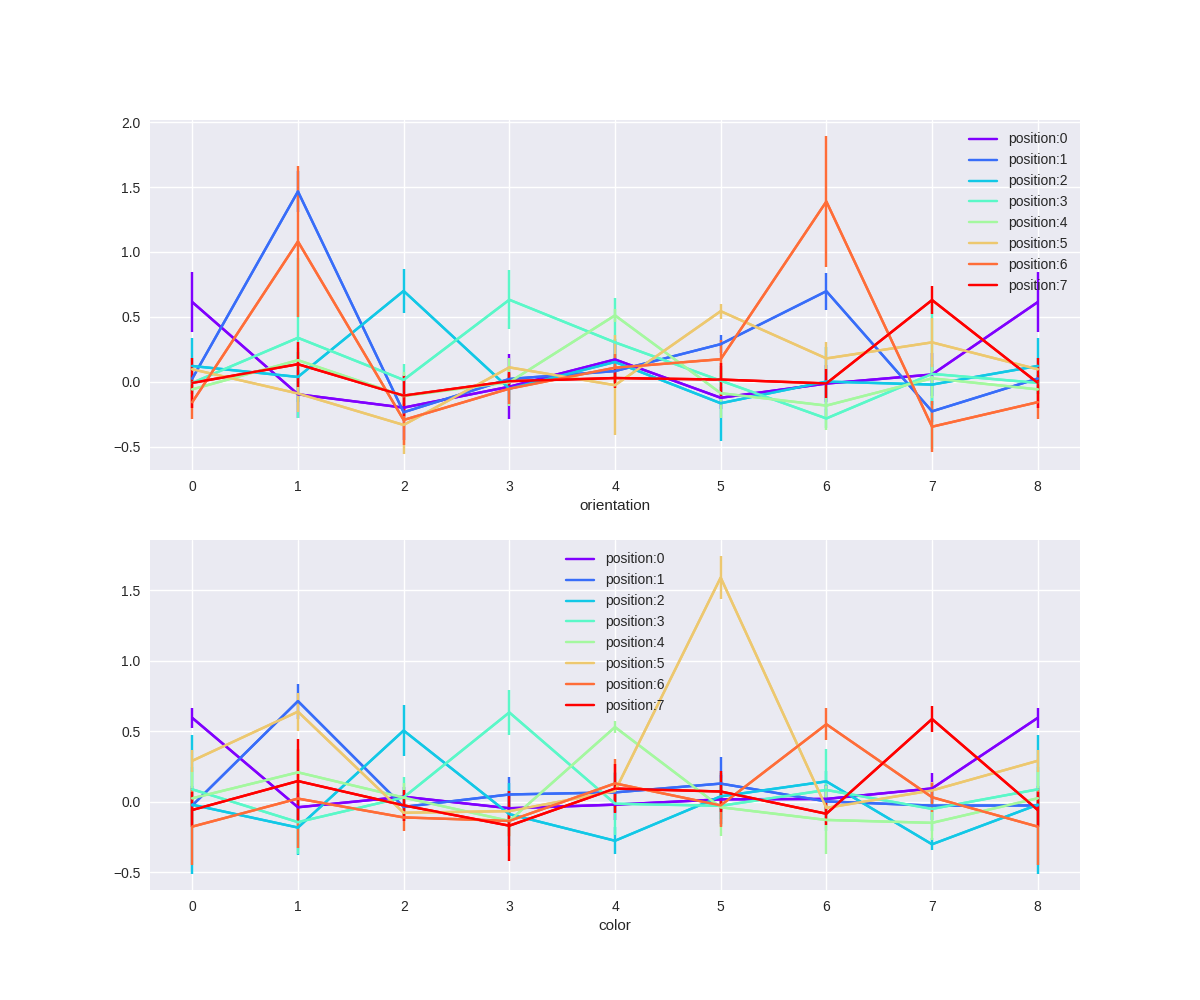 2.0
1.5
1.0
0.5
0.0
−0.5
position:0
position:1
position:2
position:3
position:4
position:5
position:6
position:7
0 1 2 3 4 5 6 7 8
orientation
1.5
1.0
0.5
0.0
−0.5
position:0
position:1
position:2
position:3
position:4
position:5
position:6
position:7
0 1 2 3 4 5 6 7 8
color